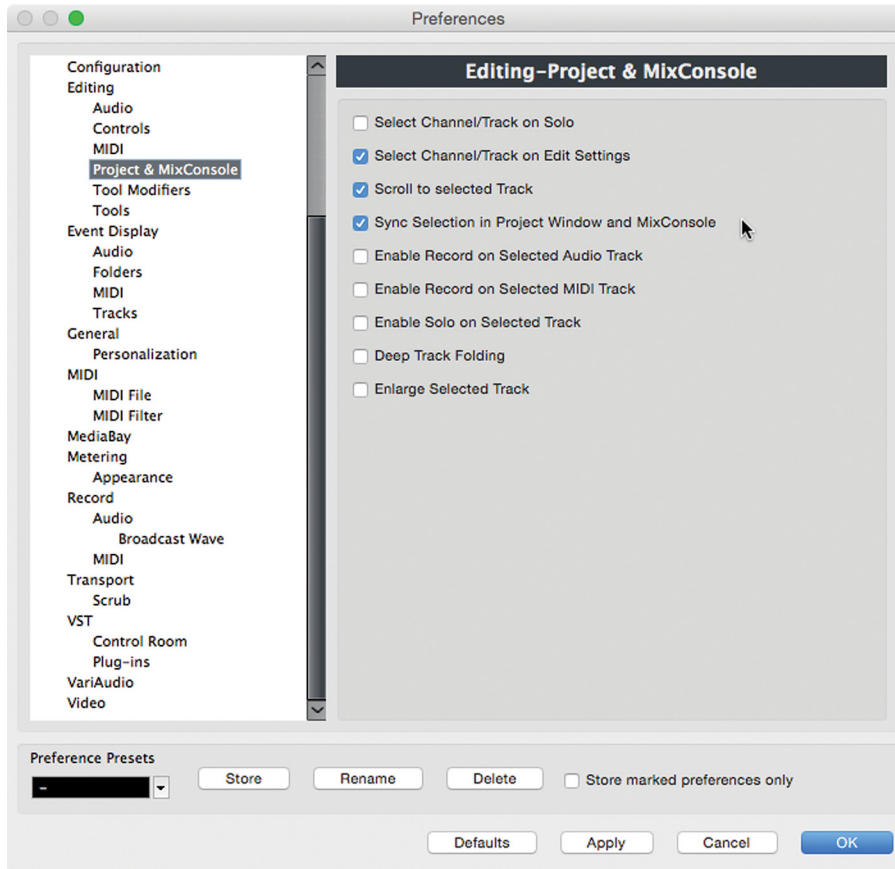 Preferences
Configuration
Editing
Audio
Controls
MIDI
Project & MixConsole
Tool Modifiers
Tools
Event Display
Audio
Folders
MIDI
Tracks
General
Personalization
MIDI
MIDI File
MIDI Filter
MediaBay
Metering
Appearance
Record
Audio
Broadcast Wave
MIDI
Transport
Scrub
VST
Control Room
Plug-ins
VariAudio
Video
Editing-Project & MixConsole
Select Channel/Track on Solo
Select Channel/Track on Edit Settings
Scroll to selected Track
Sync Selection in Project Window and MixConsole
Enable Record on Selected Audio Track
Enable Record on Selected MIDI Track
Enable Solo on Selected Track
Deep Track Folding
Enlarge Selected Track
Preference Presets
–
Store
Rename
Delete
Store marked preferences only
Defaults
Apply
Cancel
OK